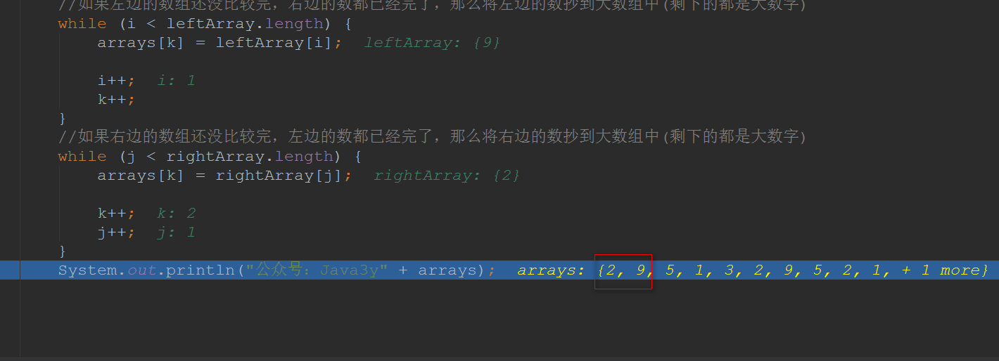 //如果左边的数组还没比较完，右边的数都已经完了，那么将左边的数抄到大数组中(剩下的都是大数字)
while (i < leftArray.length) {
arrays[k] = leftArray[i];  leftArray: {9}
i++;  i: 1
k++;
}
//如果右边的数组还没比较完，左边的数都已经完了，那么将右边的数抄到大数组中(剩下的都是大数字)
while (j < rightArray.length) {
arrays[k] = rightArray[j];  rightArray: {2}
k++;  k: 2
j++;  j: 1
}
System.out.println("公众号：Java3y" + arrays);  arrays: {2, 9, 5, 1, 3, 2, 9, 5, 2, 1, + 1 more}